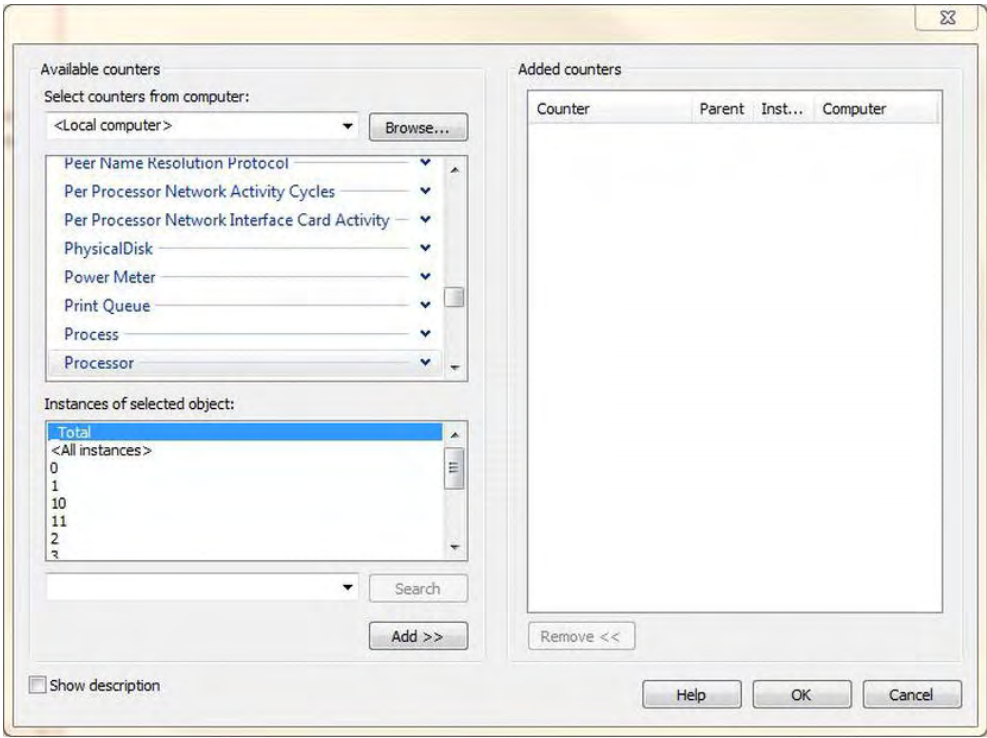 Available counters
Select counters from computer:
<Local computer>
Browse...
Peer Name Resolution Protocol
Per Processor Network Activity Cycles
Per Processor Network Interface Card Activity
PhysicalDisk
Power Meter
Print Queue
Process
Processor
Instances of selected object:
_Total
<All instances>
0
1
10
11
2
3
Search
Add >>
Show description
Added counters
Counter Parent Inst... Computer
Remove <<
Help OK Cancel